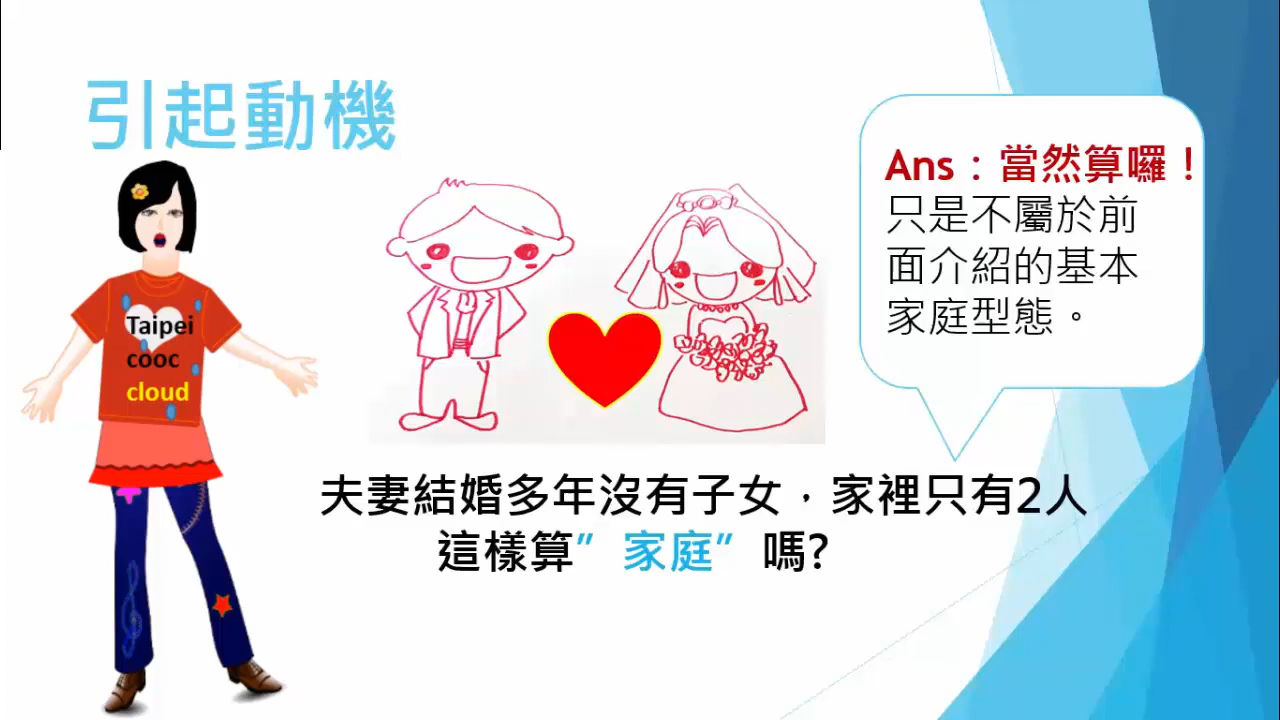 引起動機
Taipei
cooc
cloud
Ans：當然算囉！
只是不屬於前
面介紹的基本
家庭型態。
夫妻結婚多年沒有子女，家裡只有2人
這樣算”家庭”嗎?